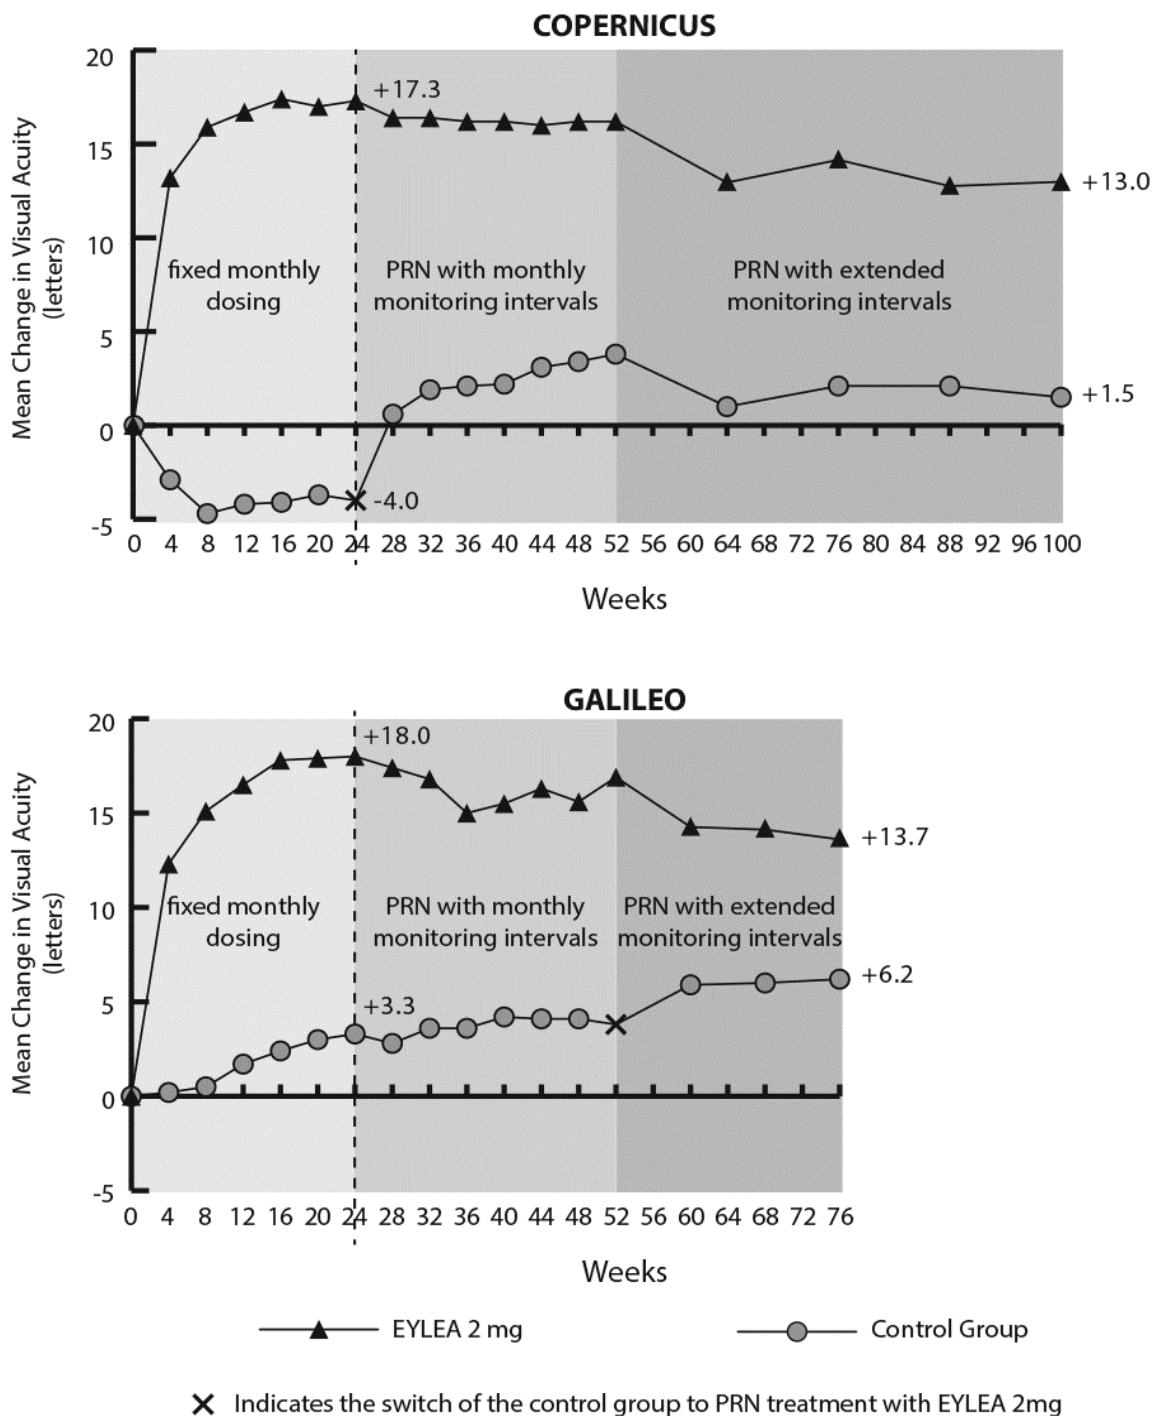 COPERNICUS
Mean Change in Visual Acuity
(letters)
20
15
10
5
0
-5
+17.3
+13.0
fixed monthly
dosing
PRN with monthly
monitoring intervals
PRN with extended
monitoring intervals
+1.5
-4.0
0 4 8 12 16 20 24 28 32 36 40 44 48 52 56 60 64 68 72 76 80 84 88 92 96 100
Weeks
GALILEO
Mean Change in Visual Acuity
(letters)
20
15
10
5
0
-5
+18.0
+13.7
fixed monthly
dosing
PRN with monthly
monitoring intervals
PRN with extended
monitoring intervals
+6.2
+3.3
0 4 8 12 16 20 24 28 32 36 40 44 48 52 56 60 64 68 72 76
Weeks
EYLEA 2 mg
Control Group
Indicates the switch of the control group to PRN treatment with EYLEA 2mg